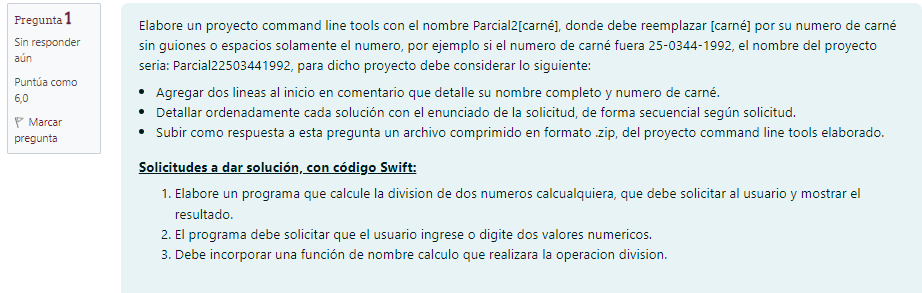 Pregunta 1
Sin responder
aún
Puntúa como
6,0
Marcar
pregunta
Elabore un proyecto command line tools con el nombre Parcial2[carné], donde debe reemplazar [carné] por su numero de carné
sin guiones o espacios solamente el numero, por ejemplo si el numero de carné fuera 25-0344-1992, el nombre del proyecto
seria: Parcial22503441992, para dicho proyecto debe considerar lo siguiente:
• Agregar dos lineas al inicio en comentario que detalle su nombre completo y numero de carné.
• Detallar ordenadamente cada solución con el enunciado de la solicitud, de forma secuencial según solicitud.
• Subir como respuesta a esta pregunta un archivo comprimido en formato .zip, del proyecto command line tools elaborado.
Solicitudes a dar solución, con código Swift:
1. Elabore un programa que calcule la division de dos numeros calcualquiera, que debe solicitar al usuario y mostrar el
resultado.
2. El programa debe solicitar que el usuario ingrese o digite dos valores numericos.
3. Debe incorporar una función de nombre calculo que realizara la operacion division.